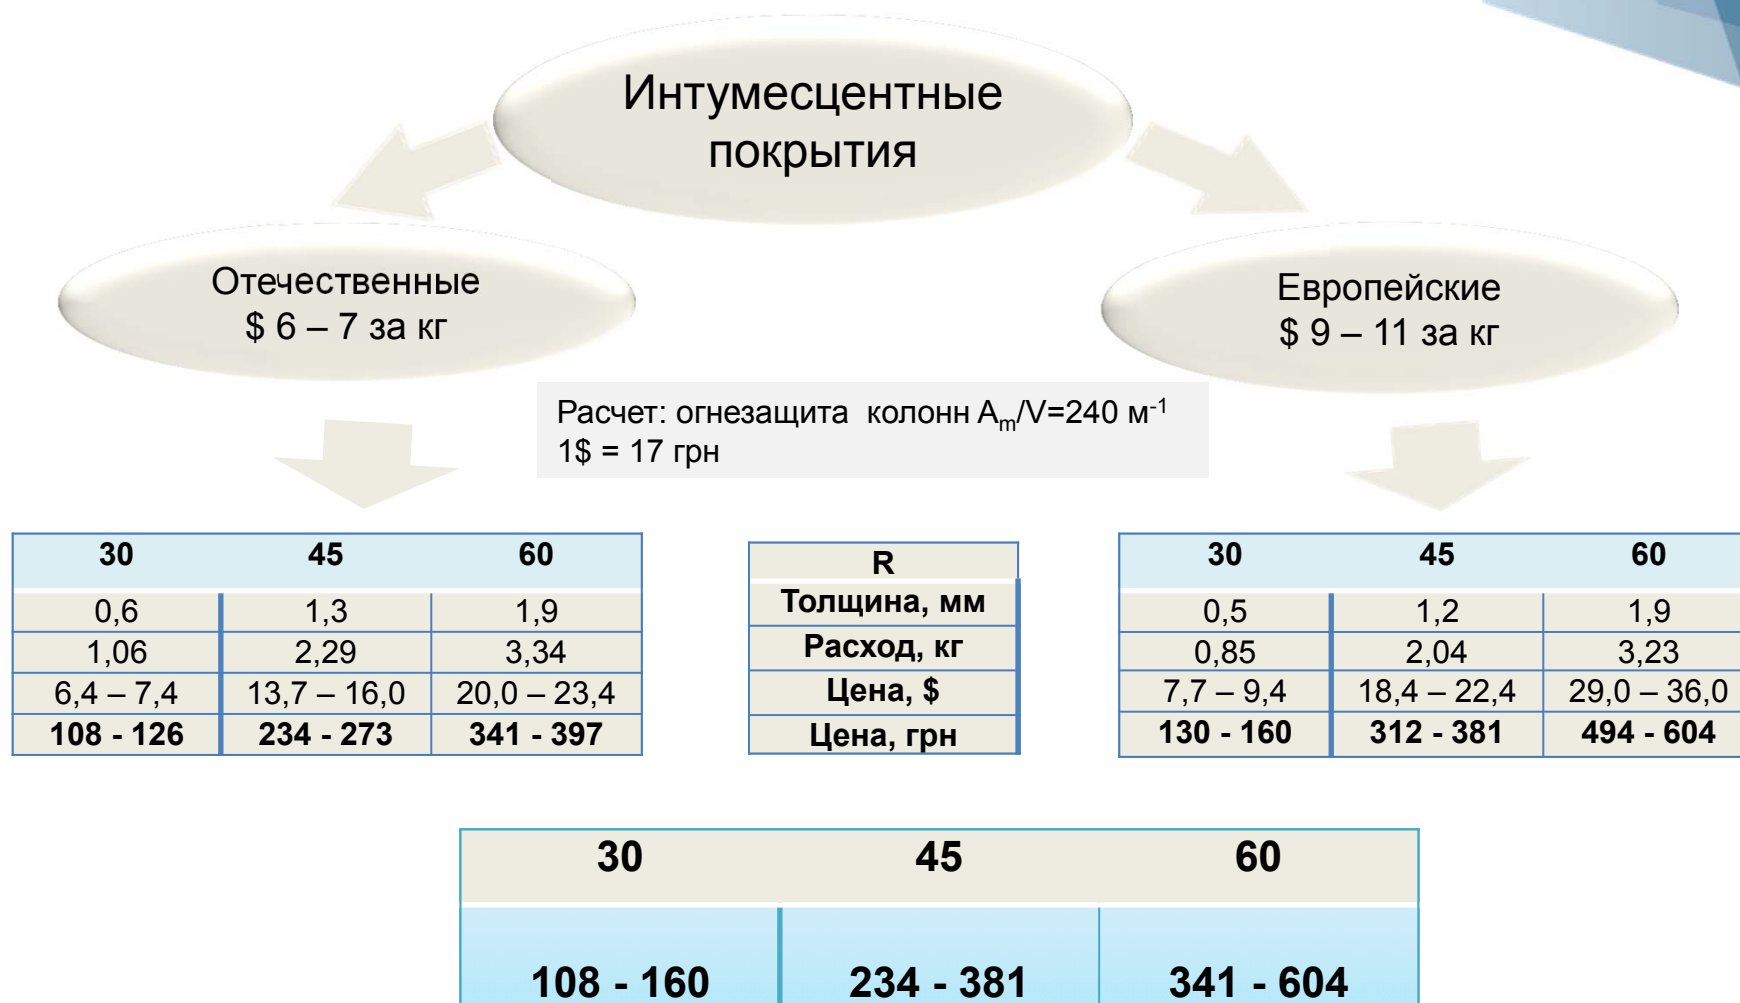 Интумесцентные
покрытия
Отечественные
$ 6 – 7 за кг
Европейские
$ 9 – 11 за кг
Расчет: огнезащита колонн Am/V=240 м-1
1$ = 17 грн
30 45 60
0,6 1,3 1,9
1,06 2,29 3,34
6,4 – 7,4 13,7 – 16,0 20,0 – 23,4
108 - 126 234 - 273 341 - 397
R
Толщина, мм
Расход, кг
Цена, $
Цена, грн
30 45 60
0,5 1,2 1,9
0,85 2,04 3,23
7,7 – 9,4 18,4 – 22,4 29,0 – 36,0
130 - 160 312 - 381 494 - 604
30 45 60
108 - 160 234 - 381 341 - 604